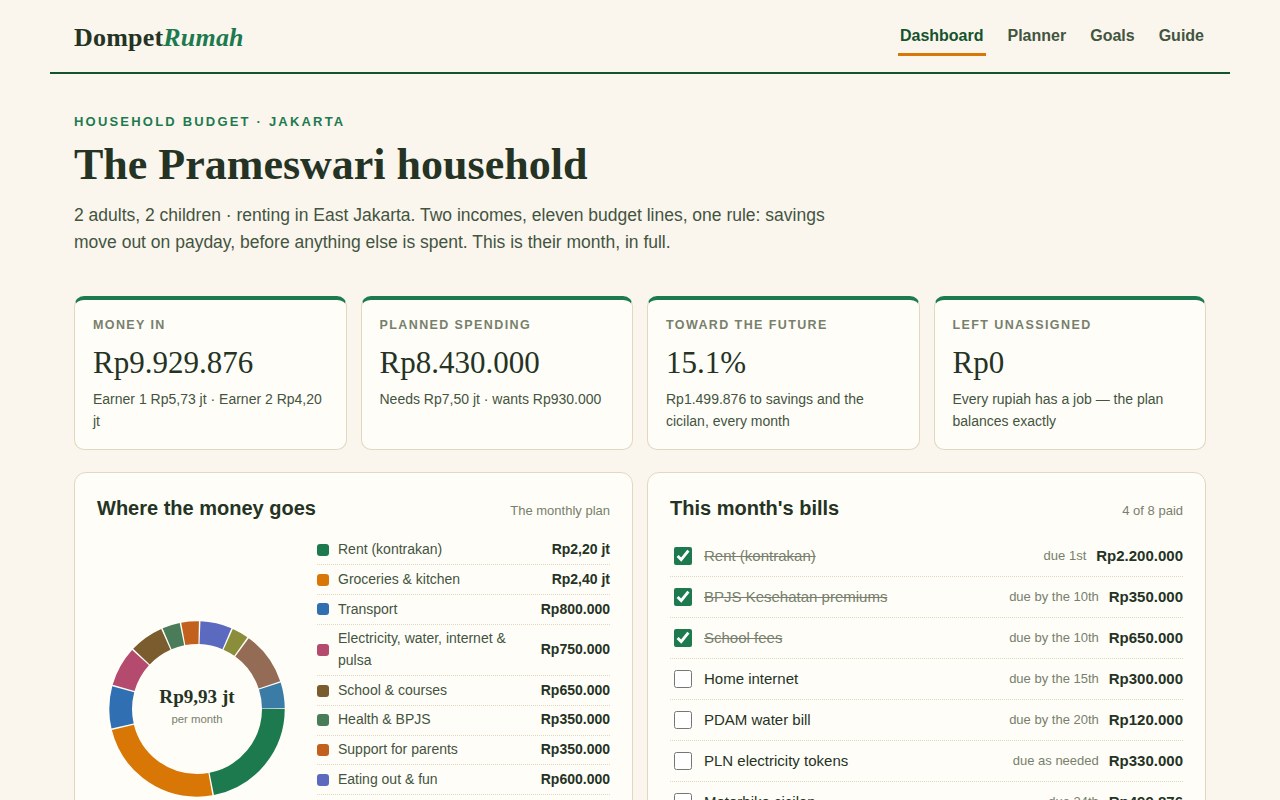 DompetRumah
Dashboard Planner Goals Guide
HOUSEHOLD BUDGET · JAKARTA
The Prameswari household
2 adults, 2 children · renting in East Jakarta. Two incomes, eleven budget lines, one rule: savings
move out on payday, before anything else is spent. This is their month, in full.
MONEY IN
Rp9.929.876
Earner 1 Rp5,73 jt · Earner 2 Rp4,20
jt
PLANNED SPENDING
Rp8.430.000
Needs Rp7,50 jt · wants Rp930.000
TOWARD THE FUTURE
15.1%
Rp1.499.876 to savings and the
cicilan, every month
LEFT UNASSIGNED
Rp0
Every rupiah has a job — the plan
balances exactly
Where the money goes
The monthly plan
Rp9,93 jt
per month
Rent (kontrakan) Rp2,20 jt
Groceries & kitchen Rp2,40 jt
Transport Rp800.000
Electricity, water, internet &
pulsa Rp750.000
School & courses Rp650.000
Health & BPJS Rp350.000
Support for parents Rp350.000
Eating out & fun Rp600.000
This month's bills
4 of 8 paid
Rent (kontrakan) due 1st Rp2.200.000
BPJS Kesehatan premiums due by the 10th Rp350.000
School fees due by the 10th Rp650.000
Home internet due by the 15th Rp300.000
PDAM water bill due by the 20th Rp120.000
PLN electricity tokens due as needed Rp330.000